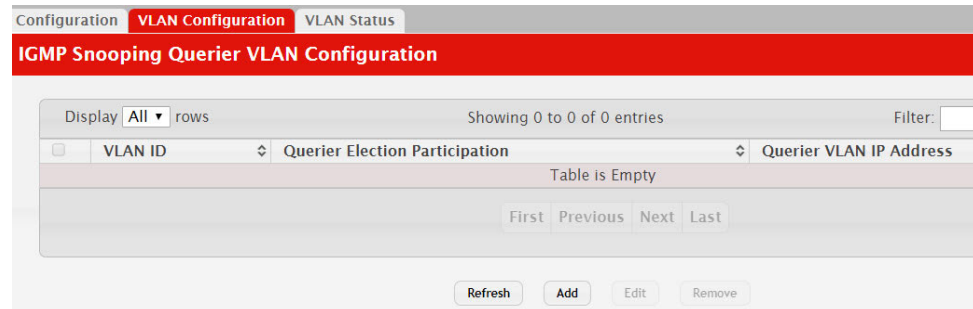 Configuration VLAN Configuration VLAN Status
IGMP Snooping Querier VLAN Configuration
Display All rows Showing 0 to 0 of 0 entries Filter:
VLAN ID Querier Election Participation Querier VLAN IP Address
Table is Empty
First Previous Next Last
Refresh Add Edit Remove